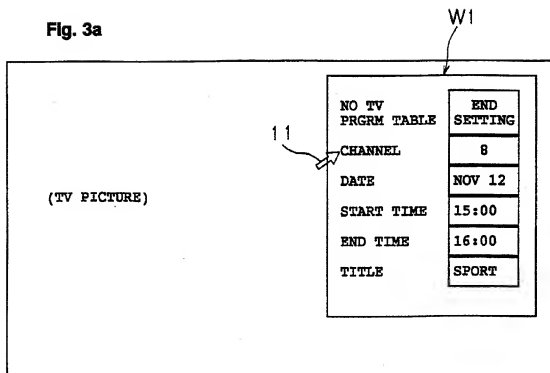 Fig. 3a
W1
NO TV
PRGRM TABLE
END
SETTING
11
CHANNEL
8
DATE
NOV 12
(TV PICTURE)
START TIME
15:00
END TIME
16:00
TITLE
SPORT